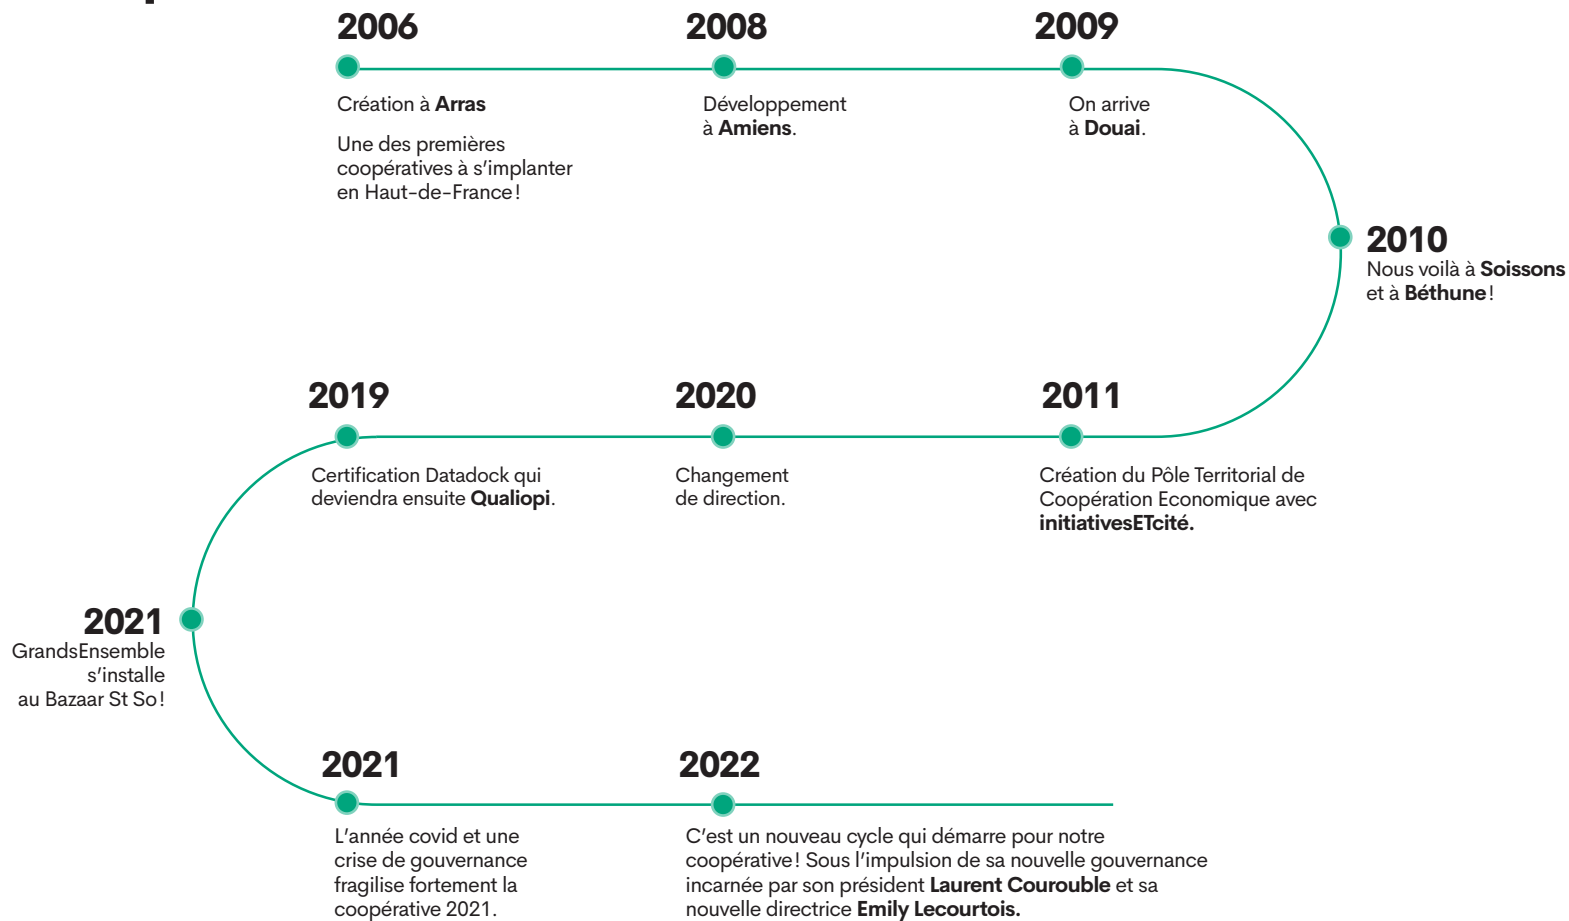 2006
Création à Arras
Une des premières
coopératives à s'implanter
en Haut-de-France !
2008
Développement
à Amiens.
2009
On arrive
à Douai.
2010
Nous voilà à Soissons
et à Béthune !
2011
Création du Pôle Territorial de
Coopération Economique avec
initiativesETcité.
2020
Changement
de direction.
2019
Certification Datadock qui
deviendra ensuite Qualiopi.
2021
GrandsEnsemble
s'installe
au Bazaar St So !
2021
L'année covid et une
crise de gouvernance
fragilise fortement la
coopérative 2021.
2022
C'est un nouveau cycle qui démarre pour notre
coopérative ! Sous l'impulsion de sa nouvelle gouvernance
incarnée par son président Laurent Courouble et sa
nouvelle directrice Emily Lecourtois.